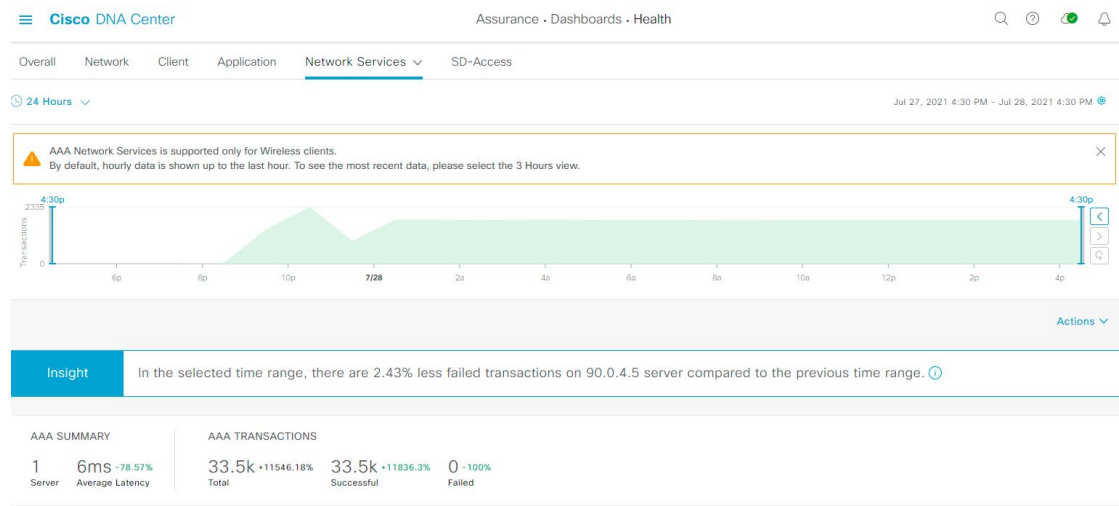 Cisco DNA Center
Assurance • Dashboards • Health
Overall Network Client Application Network Services SD-Access
24 Hours
Jul 27, 2021 4:30 PM - Jul 28, 2021 4:30 PM
AAA Network Services is supported only for Wireless clients.
By default, hourly data is shown up to the last hour. To see the most recent data, please select the 3 Hours view.
4:30p 4:30p
2335
Transactions
0
6p 8p 10p 7/28 2a 4a 6a 8a 10a 12p 2p 4p
Actions
Insight In the selected time range, there are 2.43% less failed transactions on 90.0.4.5 server compared to the previous time range.
AAA SUMMARY AAA TRANSACTIONS
1 6ms -78.57% 33.5k +11546.18% 33.5k +11836.3% 0 -100%
Server Average Latency Total Successful Failed